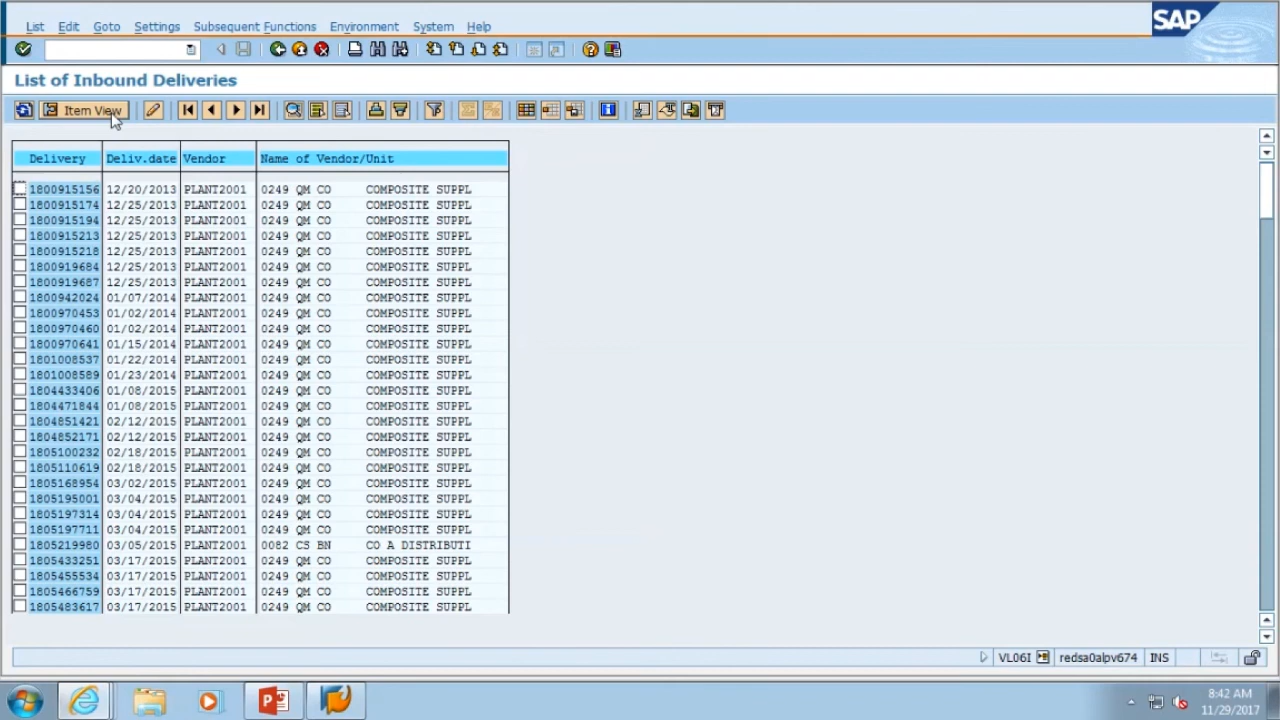 List Edit Goto Settings Subsequent Functions Environment System Help
SAP
List of Inbound Deliveries
Item View
Delivery Deliv.date Vendor Name of Vendor/Unit
1800915156 12/20/2013 PLANT2001 0249 QM CO COMPOSITE SUPPL
1800915174 12/25/2013 PLANT2001 0249 QM CO COMPOSITE SUPPL
1800915194 12/25/2013 PLANT2001 0249 QM CO COMPOSITE SUPPL
1800915213 12/25/2013 PLANT2001 0249 QM CO COMPOSITE SUPPL
1800915218 12/25/2013 PLANT2001 0249 QM CO COMPOSITE SUPPL
1800919684 12/25/2013 PLANT2001 0249 QM CO COMPOSITE SUPPL
1800919687 12/25/2013 PLANT2001 0249 QM CO COMPOSITE SUPPL
1800942024 01/07/2014 PLANT2001 0249 QM CO COMPOSITE SUPPL
1800970453 01/02/2014 PLANT2001 0249 QM CO COMPOSITE SUPPL
1800970460 01/02/2014 PLANT2001 0249 QM CO COMPOSITE SUPPL
1800970641 01/15/2014 PLANT2001 0249 QM CO COMPOSITE SUPPL
1801008537 01/22/2014 PLANT2001 0249 QM CO COMPOSITE SUPPL
1801008589 01/23/2014 PLANT2001 0249 QM CO COMPOSITE SUPPL
1804433406 01/08/2015 PLANT2001 0249 QM CO COMPOSITE SUPPL
1804471844 01/08/2015 PLANT2001 0249 QM CO COMPOSITE SUPPL
1804851421 02/12/2015 PLANT2001 0249 QM CO COMPOSITE SUPPL
1804852171 02/12/2015 PLANT2001 0249 QM CO COMPOSITE SUPPL
1805100232 02/18/2015 PLANT2001 0249 QM CO COMPOSITE SUPPL
1805110619 02/18/2015 PLANT2001 0249 QM CO COMPOSITE SUPPL
1805168954 03/02/2015 PLANT2001 0249 QM CO COMPOSITE SUPPL
1805195001 03/04/2015 PLANT2001 0249 QM CO COMPOSITE SUPPL
1805197314 03/04/2015 PLANT2001 0249 QM CO COMPOSITE SUPPL
1805197711 03/04/2015 PLANT2001 0249 QM CO COMPOSITE SUPPL
1805219980 03/05/2015 PLANT2001 0082 CS BN CO A DISTRIBUTI
1805433251 03/17/2015 PLANT2001 0249 QM CO COMPOSITE SUPPL
1805455534 03/17/2015 PLANT2001 0249 QM CO COMPOSITE SUPPL
1805466759 03/17/2015 PLANT2001 0249 QM CO COMPOSITE SUPPL
1805483617 03/17/2015 PLANT2001 0249 QM CO COMPOSITE SUPPL
VL06I redsa0alpv674 INS
8:42 AM
11/29/2017